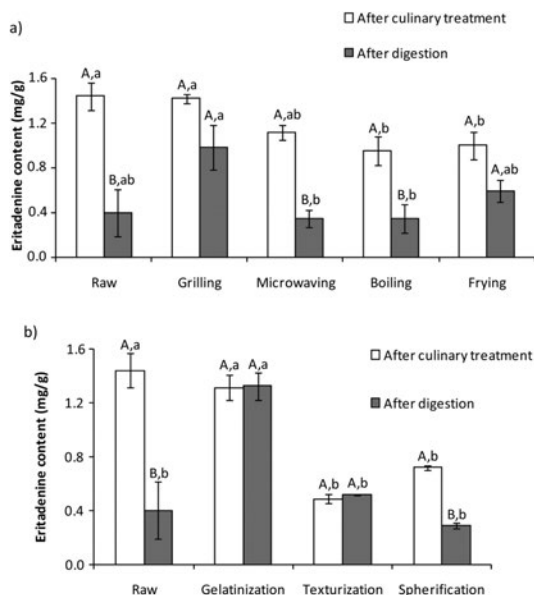 a)
After culinary treatment
After digestion
Eritadenine content (mg/g)
1.6
1.2
0.8
0.4
0.0
A,a
B,ab
A,a
A,a
A,ab
B,b
A,b
B,b
A,b
A,ab
Raw Grilling Microwaving Boiling Frying
b)
After culinary treatment
After digestion
Eritadenine content (mg/g)
1.6
1.2
0.8
0.4
0.0
A,a
B,b
A,a A,a
A,b A,b
A,b
B,b
Raw Gelatinization Texturization Spherification